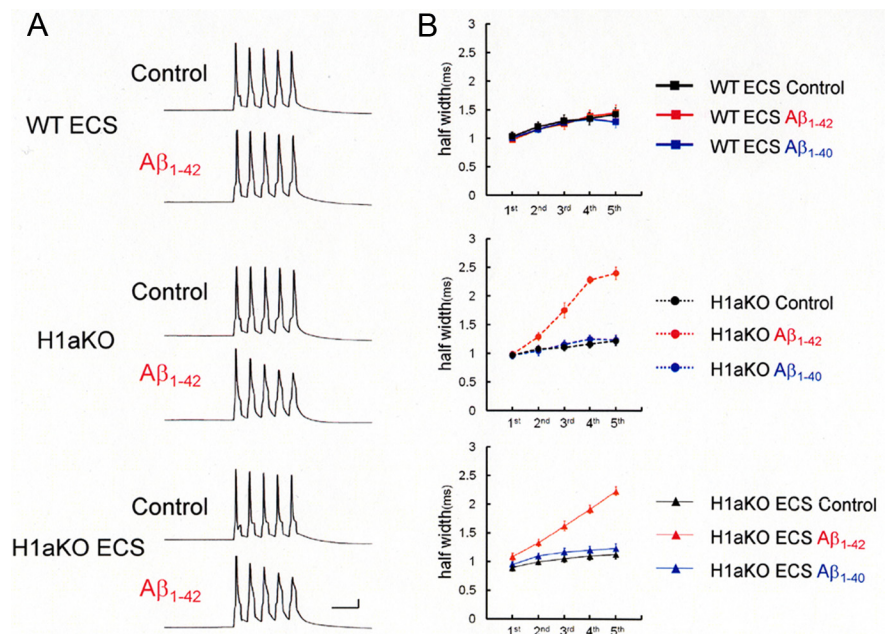 A
B
WT ECS
Control
Aβ1-42
H1aKO
Control
Aβ1-42
H1aKO ECS
Control
Aβ1-42
half width(ms)
3
2.5
2
1.5
1
0.5
0
1st 2nd 3rd 4th 5th
WT ECS Control
WT ECS Aβ1-42
WT ECS Aβ1-40
half width(ms)
3
2.5
2
1.5
1
0.5
0
1st 2nd 3rd 4th 5th
H1aKO Control
H1aKO Aβ1-42
H1aKO Aβ1-40
half width(ms)
3
2.5
2
1.5
1
0.5
0
1st 2nd 3rd 4th 5th
H1aKO ECS Control
H1aKO ECS Aβ1-42
H1aKO ECS Aβ1-40